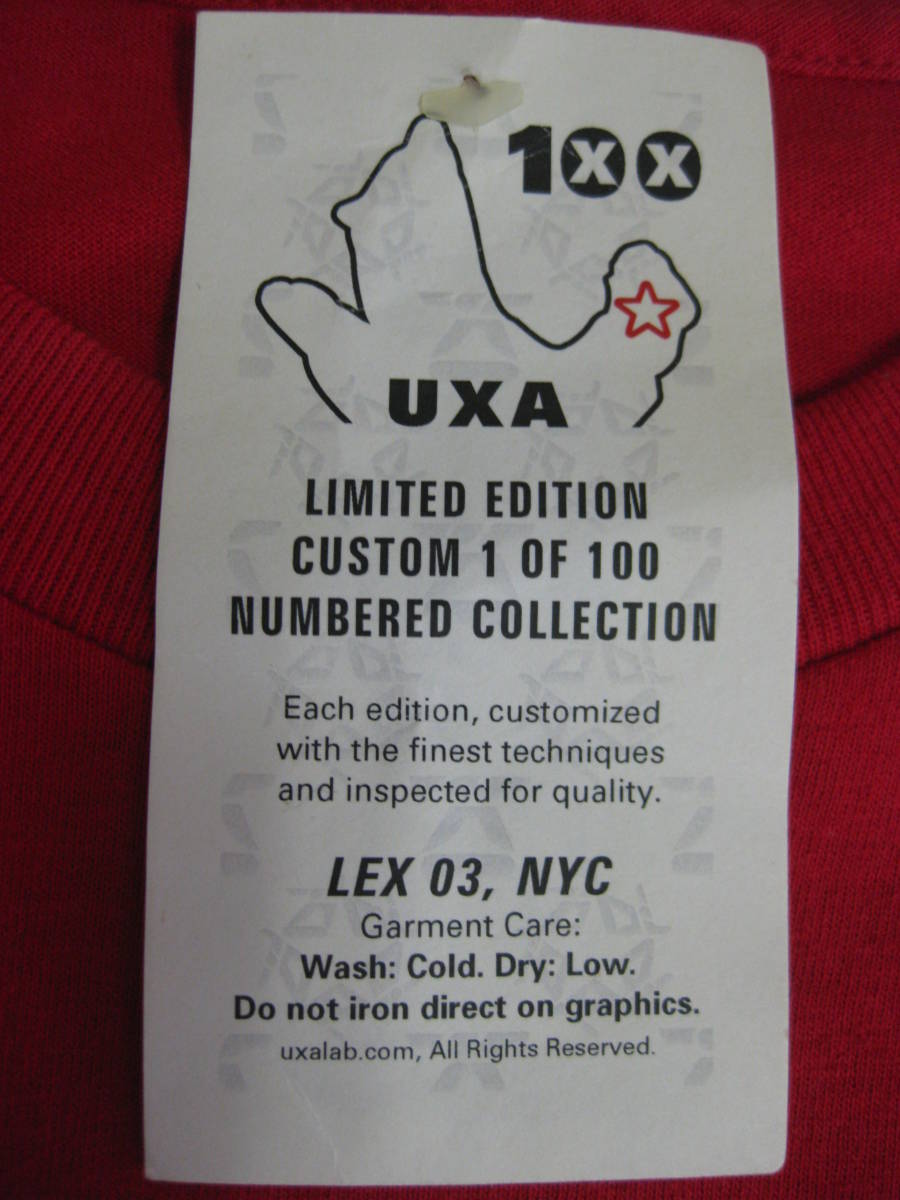 1XX
UXA
LIMITED EDITION
CUSTOM 1 OF 100
NUMBERED COLLECTION
Each edition, customized
with the finest techniques
and inspected for quality.
LEX 03, NYC
Garment Care:
Wash: Cold. Dry: Low.
Do not iron direct on graphics.
uxalab.com, All Rights Reserved.